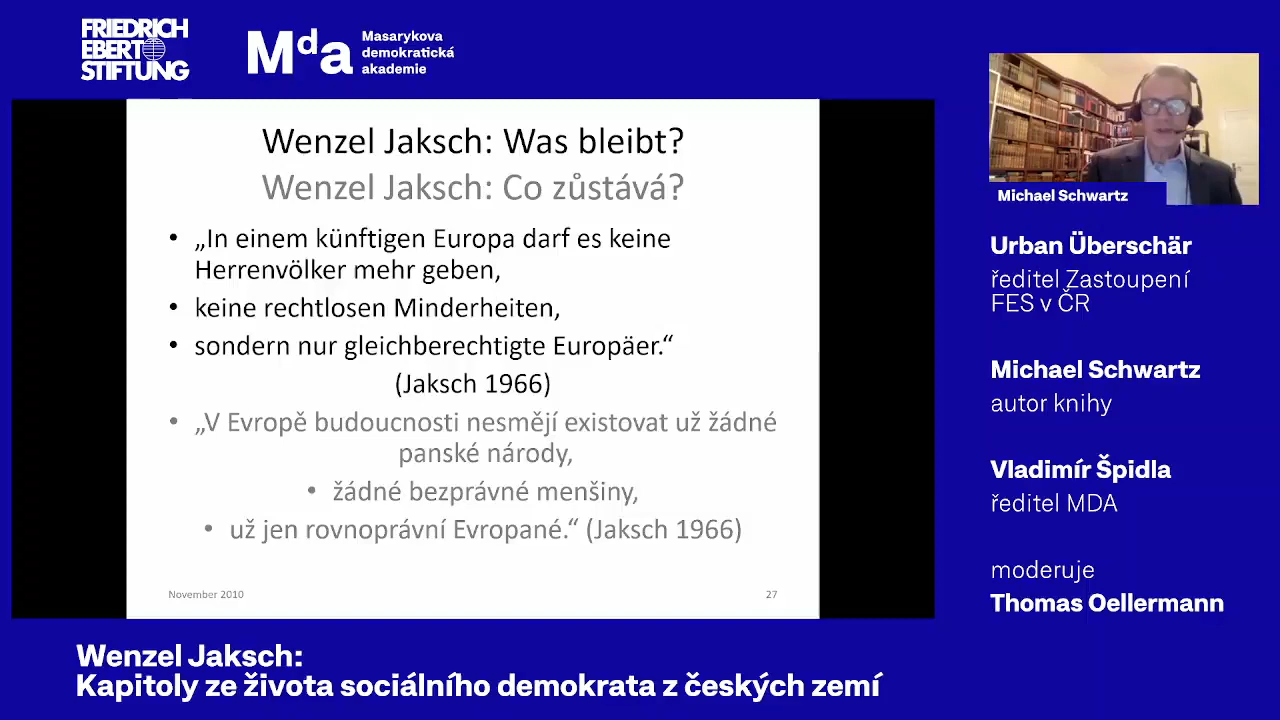 FRIEDRICH
EBERT
STIFTUNG
Mda
Masarykova
demokratická
akademie
Wenzel Jaksch: Was bleibt?
Wenzel Jaksch: Co zůstává?
• „In einem künftigen Europa darf es keine
Herrenvölker mehr geben,
• keine rechtlosen Minderheiten,
• sondern nur gleichberechtigte Europäer.“
(Jaksch 1966)
• „V Evropě budoucnosti nesmějí existovat už žádné
panské národy,
• žádné bezprávné menšiny,
• už jen rovnoprávní Evropané.“ (Jaksch 1966)
November 2010
27
Michael Schwartz
Urban Überschär
ředitel Zastoupení
FES v ČR
Michael Schwartz
autor knihy
Vladimír Špidla
ředitel MDA
moderuje
Thomas Oellermann
Wenzel Jaksch:
Kapitoly ze života sociálního demokrata z českých zemí